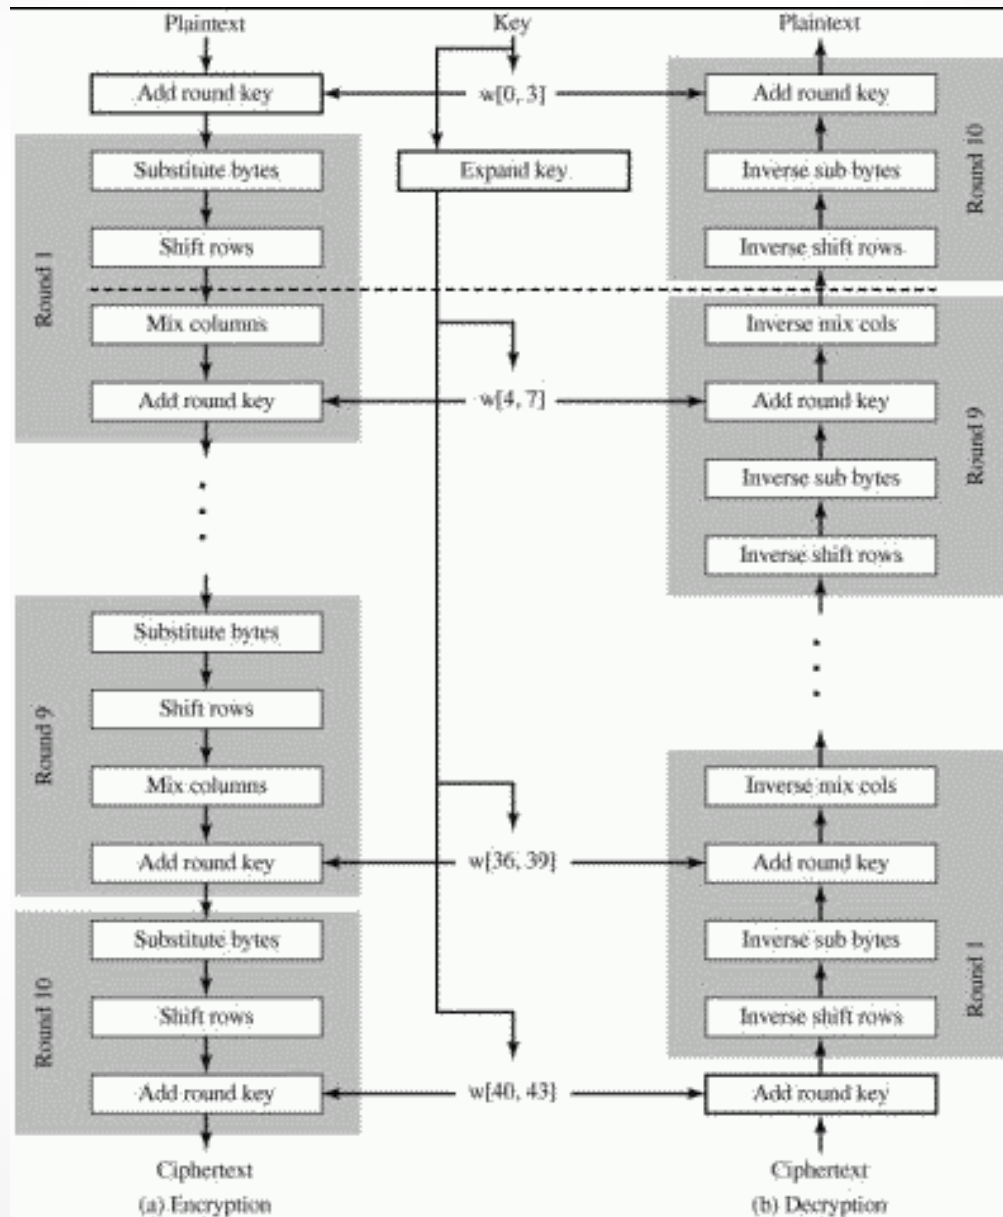 Plaintext
Key
Plaintext
Add round key
w[0, 3]
Add round key
Substitute bytes
Expand key
Inverse sub bytes
Round 10
Shift rows
Inverse shift rows
Round 1
Mix columns
Inverse mix cols
Add round key
w[4, 7]
Add round key
Round 9
Inverse sub bytes
Inverse shift rows
Substitute bytes
Shift rows
Round 9
Mix columns
Inverse mix cols
Add round key
w[36, 39]
Add round key
Substitute bytes
Inverse sub bytes
Round 1
Shift rows
Inverse shift rows
Round 10
Add round key
w[40, 43]
Add round key
Ciphertext
Ciphertext
(a) Encryption
(b) Decryption